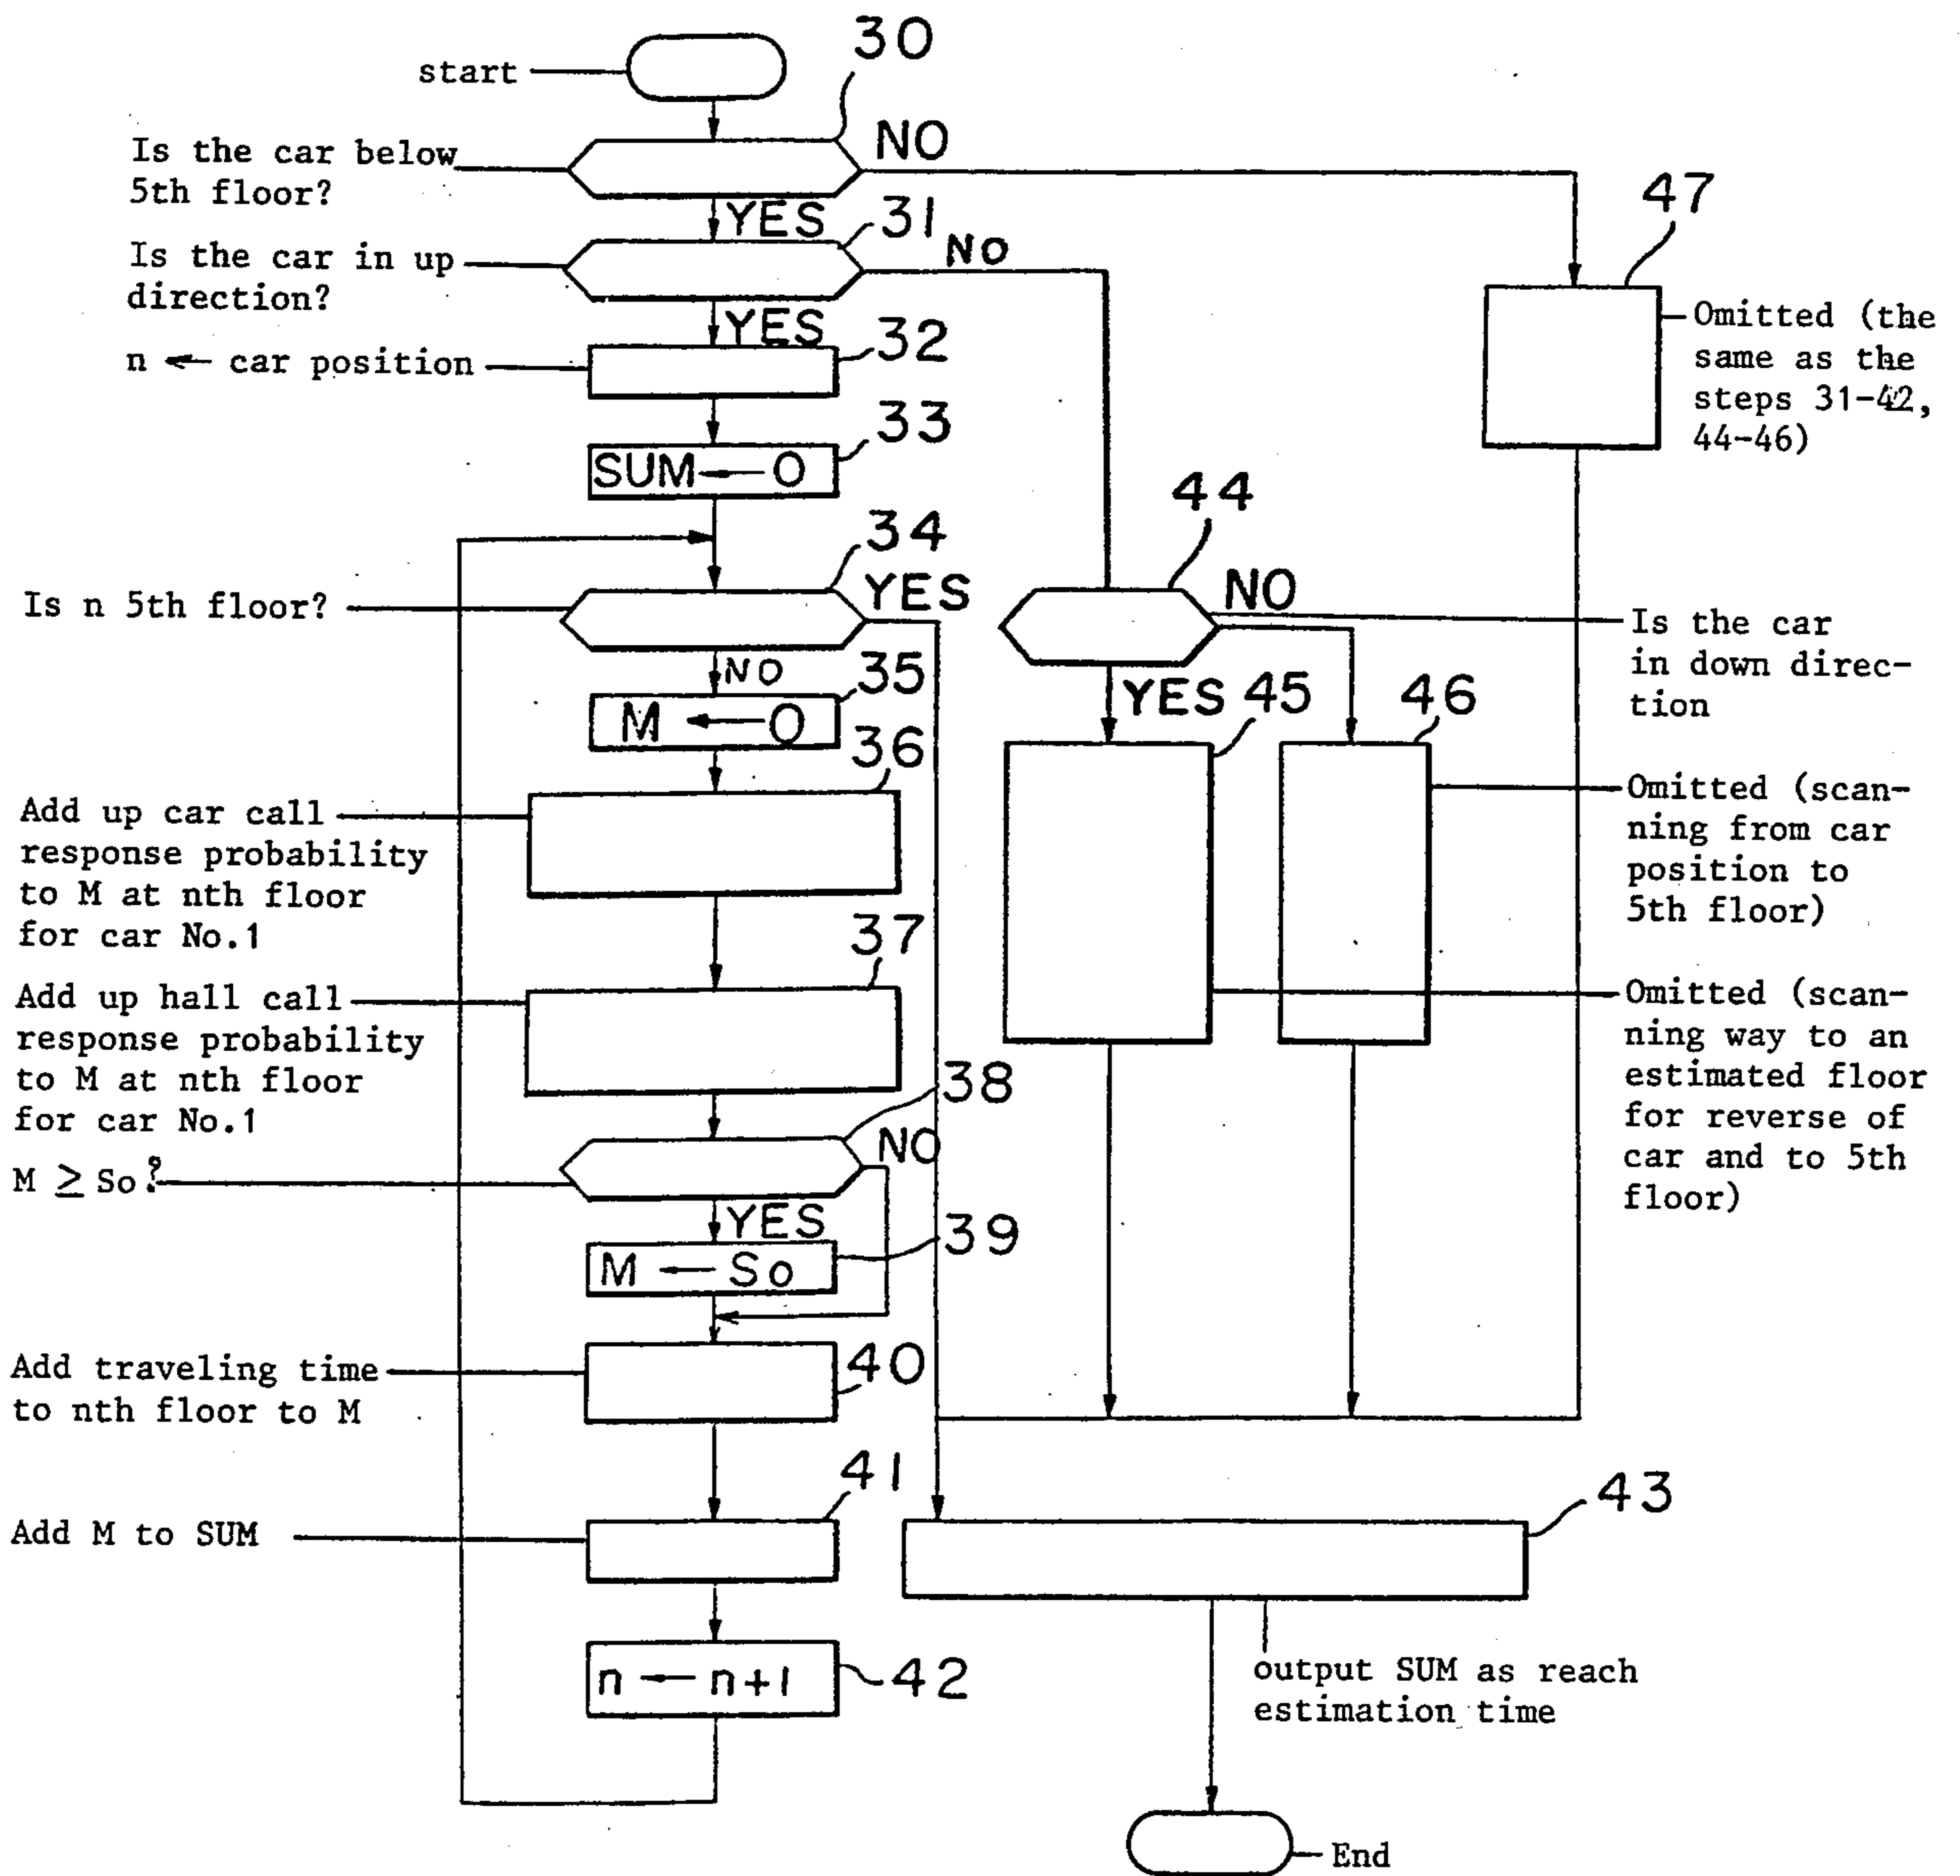 30
start
NO
Is the car below
5th floor?
47
YES
31
NO
Is the car in up
direction?
Omitted (the
same as the
steps 31-42,
44-46)
YES
32
n ← car position
33
SUM ← O
44
34
YES
NO
Is n 5th floor?
Is the car
in down direc-
tion
NO
35
YES
45
46
M ← O
36
Add up car call
response probability
to M at nth floor
for car No.1
Omitted (scan-
ning from car
position to
5th floor)
37
Add up hall call
response probability
to M at nth floor
for car No.1
Omitted (scan-
ning way to an
estimated floor
for reverse of
car and to 5th
floor)
38
NO
M ≥ So?
YES
39
M ← So
Add traveling time
to nth floor to M
40
41
43
Add M to SUM
n ← n+1
42
output SUM as reach
estimation time
End